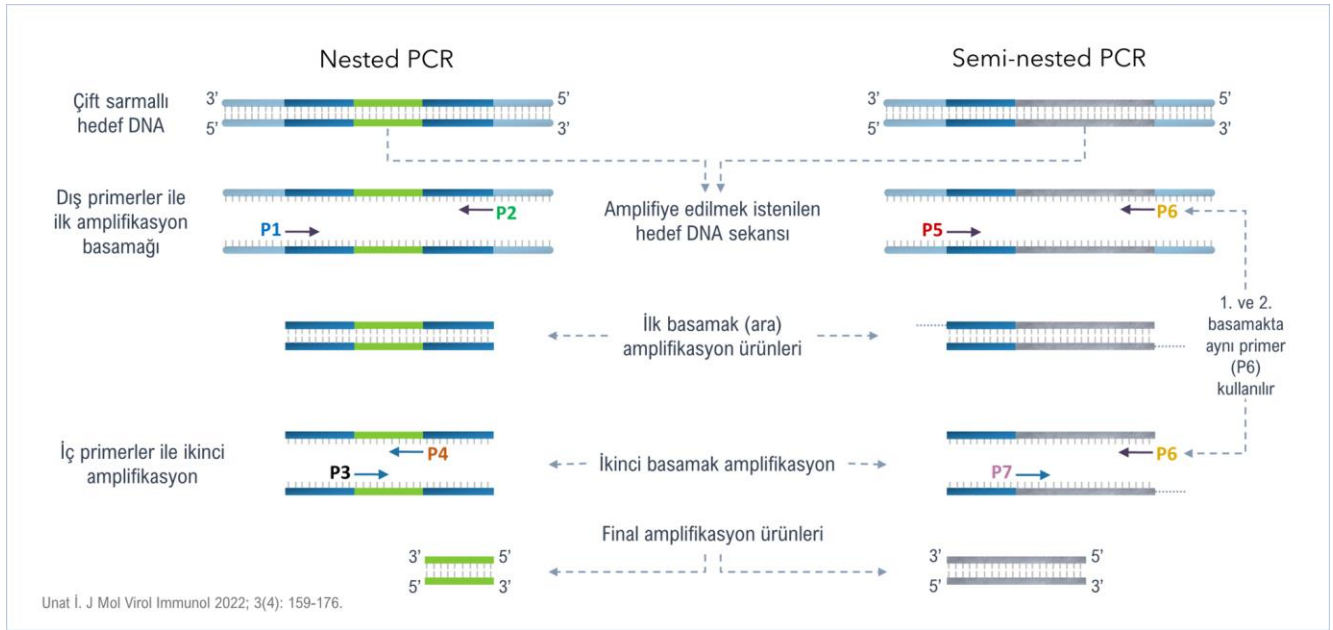 Nested PCR
Semi-nested PCR
Çift sarmallı
hedef DNA
3’
5’
5’
3’
3’
5’
5’
3’
Dış primerler ile
ilk amplifikasyon
basamağı
P1
P2
Amplifiye edilmek istenilen
hedef DNA sekansı
P5
P6
İlk basamak (ara)
amplifikasyon ürünleri
1. ve 2.
basamakta
aynı primer
(P6)
kullanılır
İç primerler ile ikinci
amplifikasyon
P4
P3
İkinci basamak amplifikasyon
P6
P7
Final amplifikasyon ürünleri
3’
5’
5’
3’
3’
5’
5’
3’
Unat İ. J Mol Virol Immunol 2022; 3(4): 159-176.